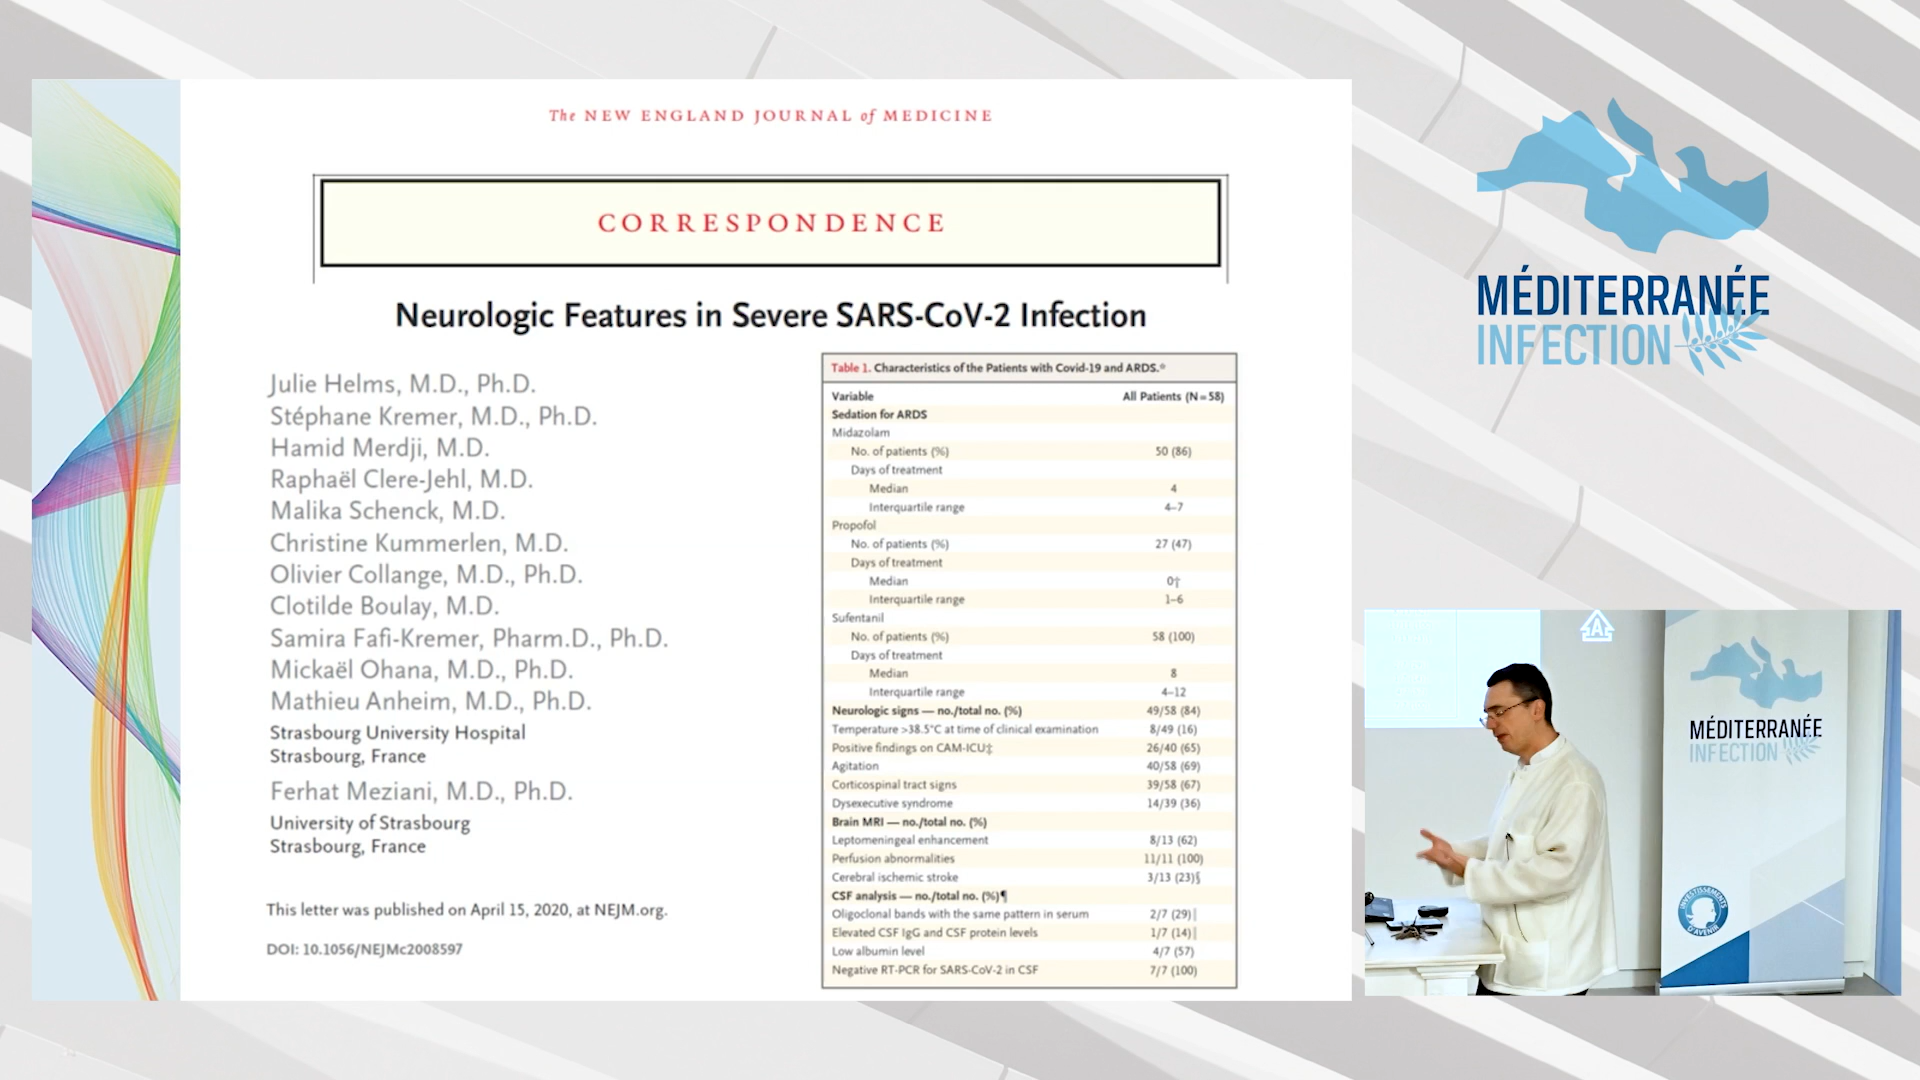 The NEW ENGLAND JOURNAL of MEDICINE
CORRESPONDENCE
Neurologic Features in Severe SARS-CoV-2 Infection
Julie Helms, M.D., Ph.D.
Stéphane Kremer, M.D., Ph.D.
Hamid Merdji, M.D.
Raphaël Clere-Jehl, M.D.
Malika Schenck, M.D.
Christine Kummerlen, M.D.
Olivier Collange, M.D., Ph.D.
Clotilde Boulay, M.D.
Samira Fafi-Kremer, Pharm.D., Ph.D.
Mickaël Ohana, M.D., Ph.D.
Mathieu Anheim, M.D., Ph.D.
Strasbourg University Hospital
Strasbourg, France
Ferhat Meziani, M.D., Ph.D.
University of Strasbourg
Strasbourg, France
This letter was published on April 15, 2020, at NEJM.org.
DOI: 10.1056/NEJMc2008597
Table 1. Characteristics of the Patients with Covid-19 and ARDS.*
Variable All Patients (N=58)
Sedation for ARDS
Midazolam
No. of patients (%) 50 (86)
Days of treatment
Median 4
Interquartile range 4–7
Propofol
No. of patients (%) 27 (47)
Days of treatment
Median 0†
Interquartile range 1–6
Sufentanil
No. of patients (%) 58 (100)
Days of treatment
Median 8
Interquartile range 4–12
Neurologic signs — no./total no. (%) 49/58 (84)
Temperature >38.5°C at time of clinical examination 8/49 (16)
Positive findings on CAM-ICU‡ 26/40 (65)
Agitation 40/58 (69)
Corticospinal tract signs 39/58 (67)
Dysexecutive syndrome 14/39 (36)
Brain MRI — no./total no. (%)
Leptomeningeal enhancement 8/13 (62)
Perfusion abnormalities 11/11 (100)
Cerebral ischemic stroke 3/13 (23)§
CSF analysis — no./total no. (%)¶
Oligoclonal bands with the same pattern in serum 2/7 (29)‖
Elevated CSF IgG and CSF protein levels 1/7 (14)‖
Low albumin level 4/7 (57)
Negative RT-PCR for SARS-CoV-2 in CSF 7/7 (100)
MÉDITERRANÉE
INFECTION
A
MÉDITERRANÉE
INFECTION
INVESTISSEMENTS
D'AVENIR